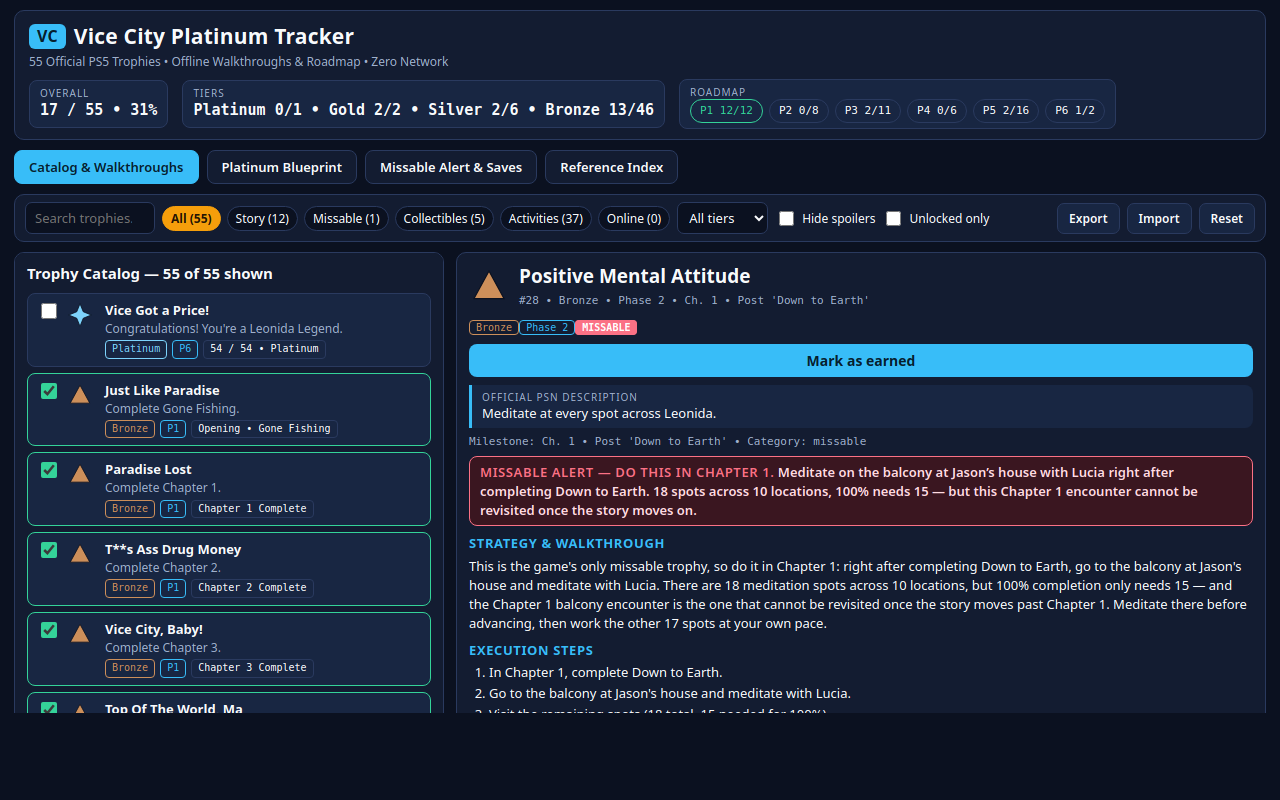 VC Vice City Platinum Tracker
55 Official PS5 Trophies • Offline Walkthroughs & Roadmap • Zero Network
OVERALL
17 / 55 • 31%
TIERS
Platinum 0/1 • Gold 2/2 • Silver 2/6 • Bronze 13/46
ROADMAP
P1 12/12 P2 0/8 P3 2/11 P4 0/6 P5 2/16 P6 1/2
Catalog & Walkthroughs Platinum Blueprint Missable Alert & Saves Reference Index
Search trophies. All (55) Story (12) Missable (1) Collectibles (5) Activities (37) Online (0) All tiers Hide spoilers Unlocked only Export Import Reset
Trophy Catalog — 55 of 55 shown
Vice Got a Price!
Congratulations! You're a Leonida Legend.
Platinum P6 54 / 54 • Platinum
Just Like Paradise
Complete Gone Fishing.
Bronze P1 Opening • Gone Fishing
Paradise Lost
Complete Chapter 1.
Bronze P1 Chapter 1 Complete
T**s Ass Drug Money
Complete Chapter 2.
Bronze P1 Chapter 2 Complete
Vice City, Baby!
Complete Chapter 3.
Bronze P1 Chapter 3 Complete
Top Of The World, Ma
Positive Mental Attitude
#28 • Bronze • Phase 2 • Ch. 1 • Post 'Down to Earth'
Bronze Phase 2 MISSABLE
Mark as earned
OFFICIAL PSN DESCRIPTION
Meditate at every spot across Leonida.
Milestone: Ch. 1 • Post 'Down to Earth' • Category: missable
MISSABLE ALERT — DO THIS IN CHAPTER 1. Meditate on the balcony at Jason’s house with Lucia right after
completing Down to Earth. 18 spots across 10 locations, 100% needs 15 — but this Chapter 1 encounter cannot be
revisited once the story moves on.
STRATEGY & WALKTHROUGH
This is the game's only missable trophy, so do it in Chapter 1: right after completing Down to Earth, go to the balcony at Jason's
house and meditate with Lucia. There are 18 meditation spots across 10 locations, but 100% completion only needs 15 — and
the Chapter 1 balcony encounter is the one that cannot be revisited once the story moves past Chapter 1. Meditate there before
advancing, then work the other 17 spots at your own pace.
EXECUTION STEPS
1. In Chapter 1, complete Down to Earth.
2. Go to the balcony at Jason's house and meditate with Lucia.
3. Visit the remaining spots (18 total, 15 needed for 100%).